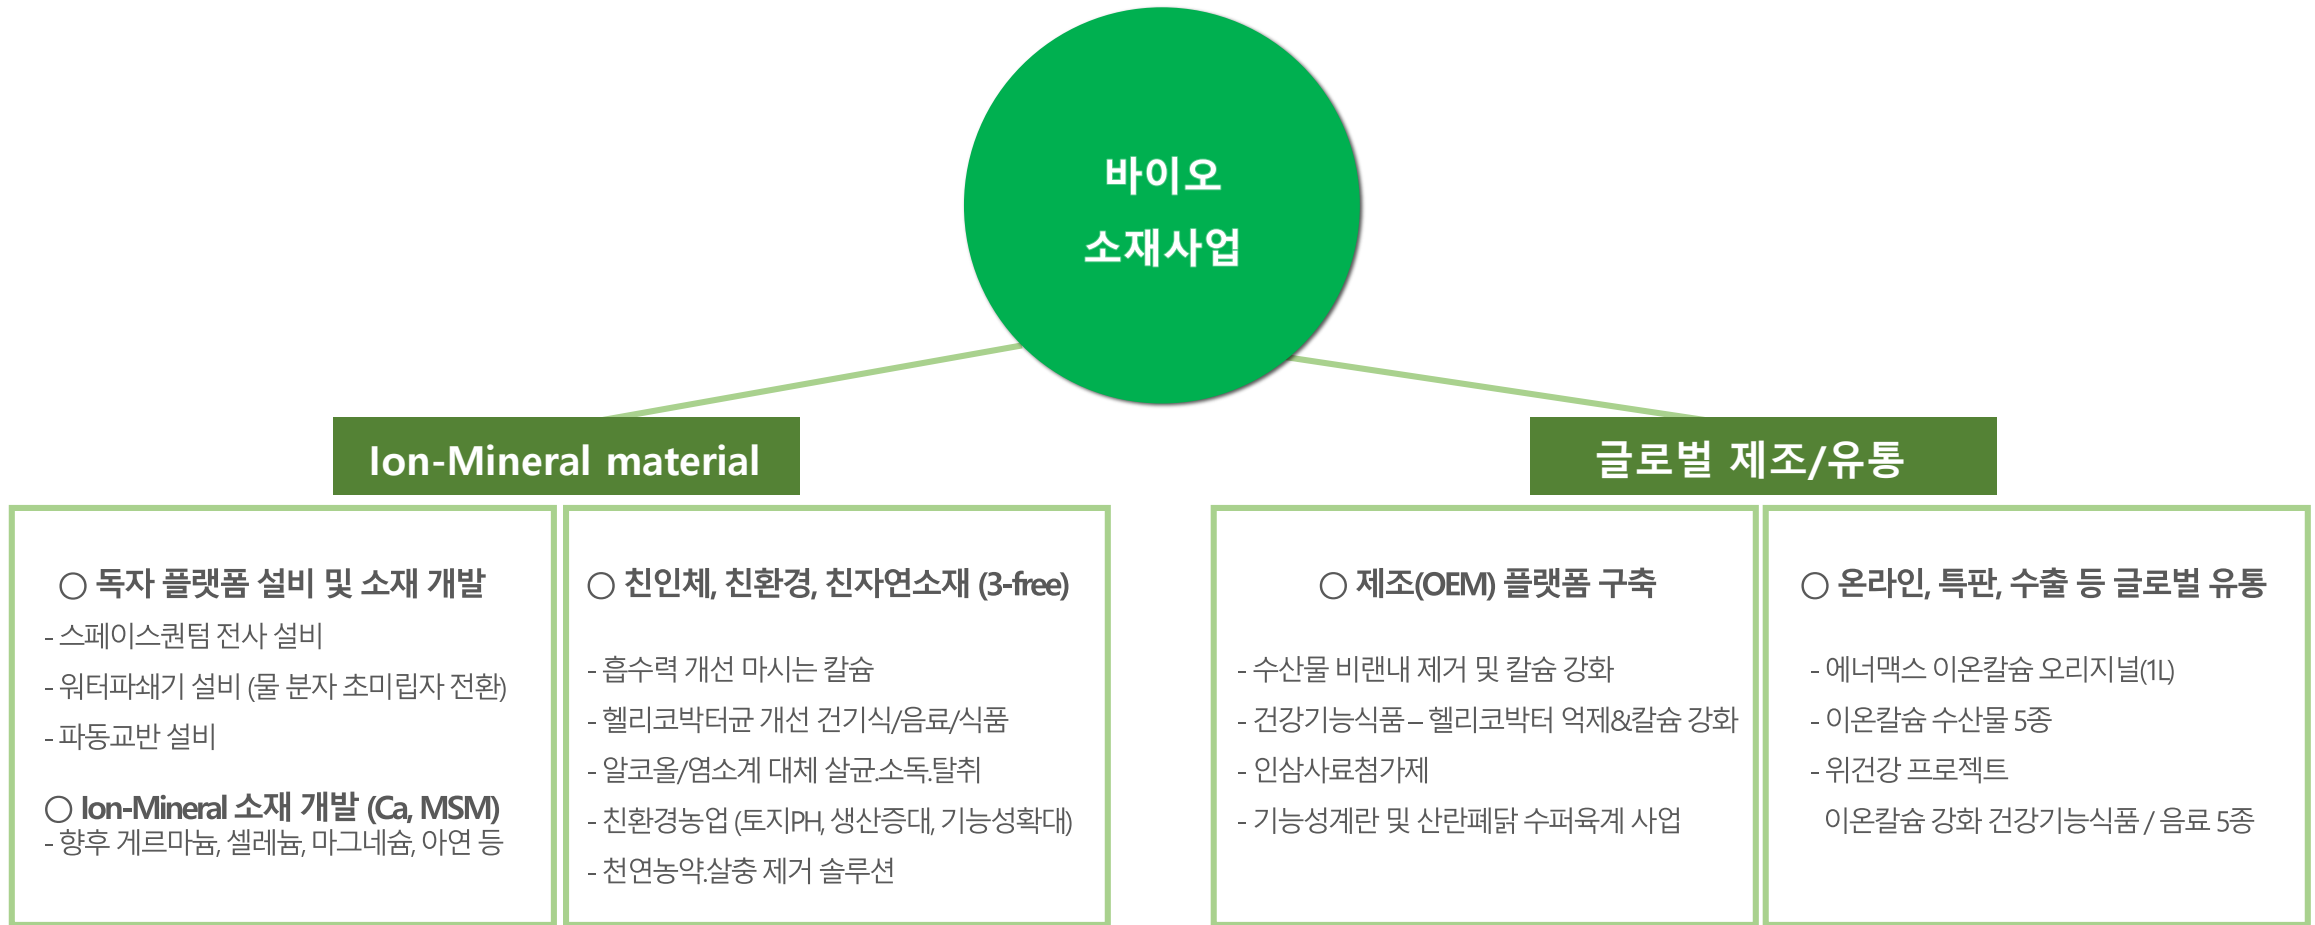 바이오
소재사업
Ion-Mineral material
○ 독자 플랫폼 설비 및 소재 개발
- 스페이스퀀텀 전사 설비
- 워터파쇄기 설비 (물 분자 초미립자 전환)
- 파동교반 설비
○ Ion-Mineral 소재 개발 (Ca, MSM)
- 향후 게르마늄, 셀레늄, 마그네슘, 아연 등
○ 친인체, 친환경, 친자연소재 (3-free)
- 흡수력 개선 마시는 칼슘
- 헬리코박터균 개선 건기식/음료/식품
- 알코올/염소계 대체 살균.소독.탈취
- 친환경농업 (토지PH, 생산증대, 기능성확대)
- 천연농약.살충 제거 솔루션
글로벌 제조/유통
○ 제조(OEM) 플랫폼 구축
- 수산물 비랜내 제거 및 칼슘 강화
- 건강기능식품 – 헬리코박터 억제&칼슘 강화
- 인삼사료첨가제
- 기능성계란 및 산란폐닭 수퍼육계 사업
○ 온라인, 특판, 수출 등 글로벌 유통
- 에너맥스 이온칼슘 오리지널(1L)
- 이온칼슘 수산물 5종
- 위건강 프로젝트
이온칼슘 강화 건강기능식품 / 음료 5종